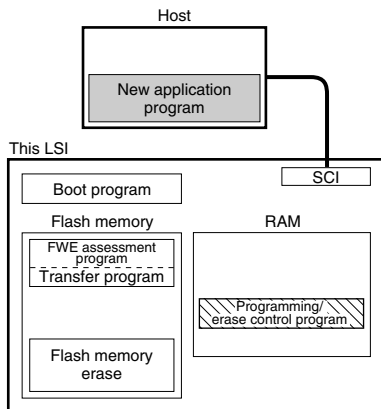 Host
New application
program
This LSI
SCI
Boot program
Flash memory
RAM
FWE assessment
program
Transfer program
Programming/
erase control program
Flash memory
erase